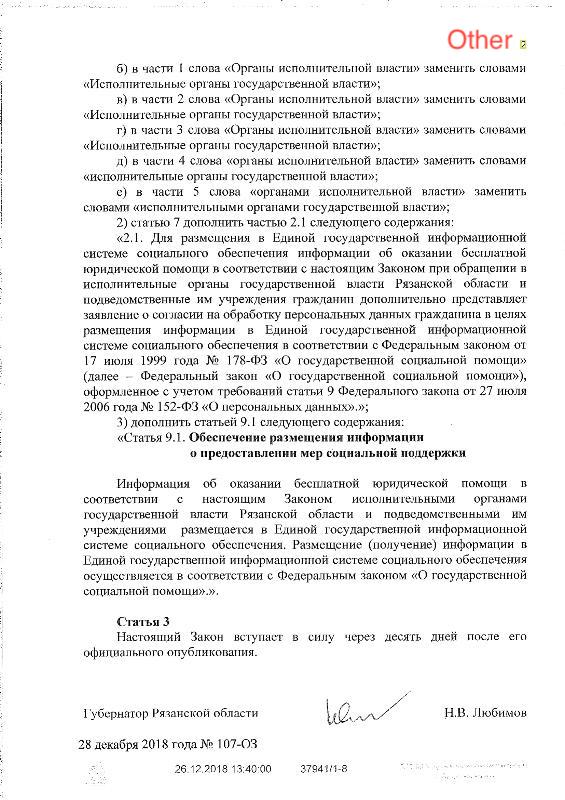 Other 2
б) в части 1 слова «Органы исполнительной власти» заменить словами
«Исполнительные органы государственной власти»;
в) в части 2 слова «Органы исполнительной власти» заменить словами
«Исполнительные органы государственной власти»;
г) в части 3 слова «Органы исполнительной власти» заменить словами
«Исполнительные органы государственной власти»;
д) в части 4 слова «органы исполнительной власти» заменить словами
«исполнительные органы государственной власти»;
е) в части 5 слова «органами исполнительной власти» заменить
словами «исполнительными органами государственной власти»;
2) статью 7 дополнить частью 2.1 следующего содержания:
«2.1. Для размещения в Единой государственной информационной
системе социального обеспечения информации об оказании бесплатной
юридической помощи в соответствии с настоящим Законом при обращении в
исполнительные органы государственной власти Рязанской области и
подведомственные им учреждения гражданин дополнительно представляет
заявление о согласии на обработку персональных данных гражданина в целях
размещения информации в Единой государственной информационной
системе социального обеспечения в соответствии с Федеральным законом от
17 июля 1999 года № 178-ФЗ «О государственной социальной помощи»
(далее – Федеральный закон «О государственной социальной помощи»),
оформленное с учетом требований статьи 9 Федерального закона от 27 июля
2006 года № 152-ФЗ «О персональных данных».»;
3) дополнить статьей 9.1 следующего содержания:
«Статья 9.1. Обеспечение размещения информации
о предоставлении мер социальной поддержки
Информация об оказании бесплатной юридической помощи в
соответствии с настоящим Законом исполнительными органами
государственной власти Рязанской области и подведомственными им
учреждениями размещается в Единой государственной информационной
системе социального обеспечения. Размещение (получение) информации в
Единой государственной информационной системе социального обеспечения
осуществляется в соответствии с Федеральным законом «О государственной
социальной помощи».».
Статья 3
Настоящий Закон вступает в силу через десять дней после его
официального опубликования.
Губернатор Рязанской области Н.В. Любимов
28 декабря 2018 года № 107-ОЗ
26.12.2018 13:40:00 37941/1-8